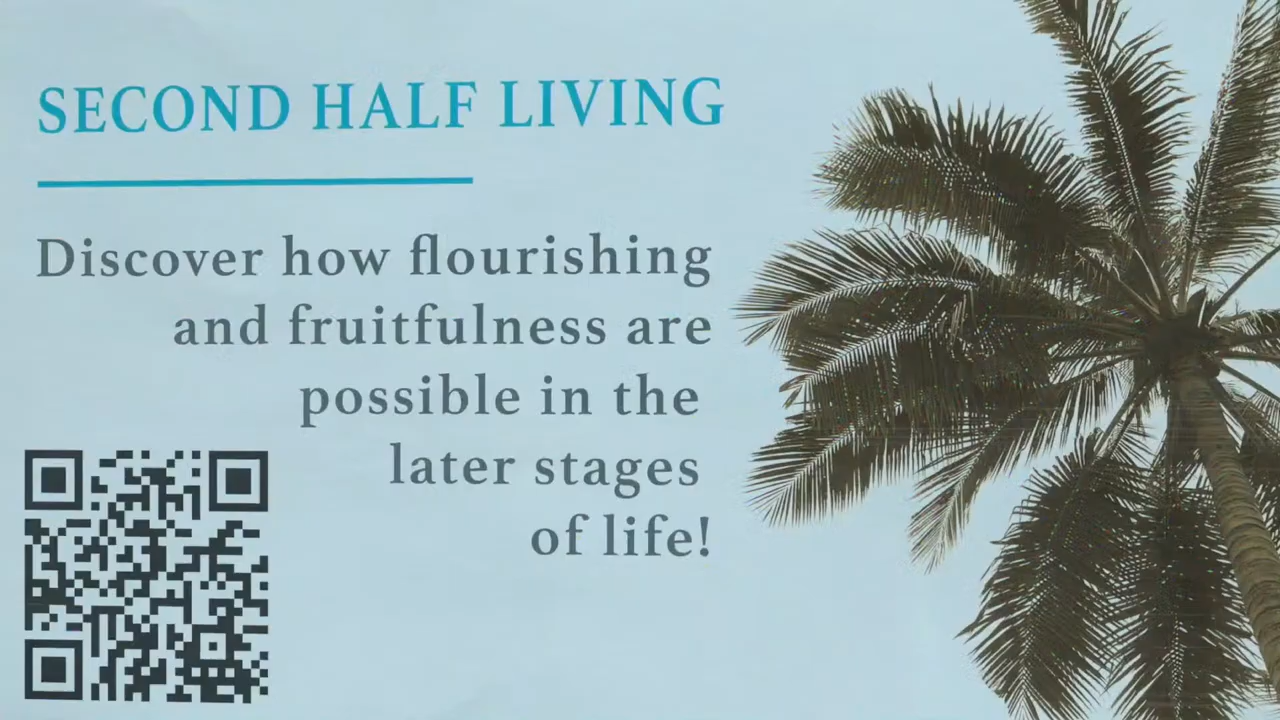 SECOND HALF LIVING
Discover how flourishing
and fruitfulness are
possible in the
later stages
of life!